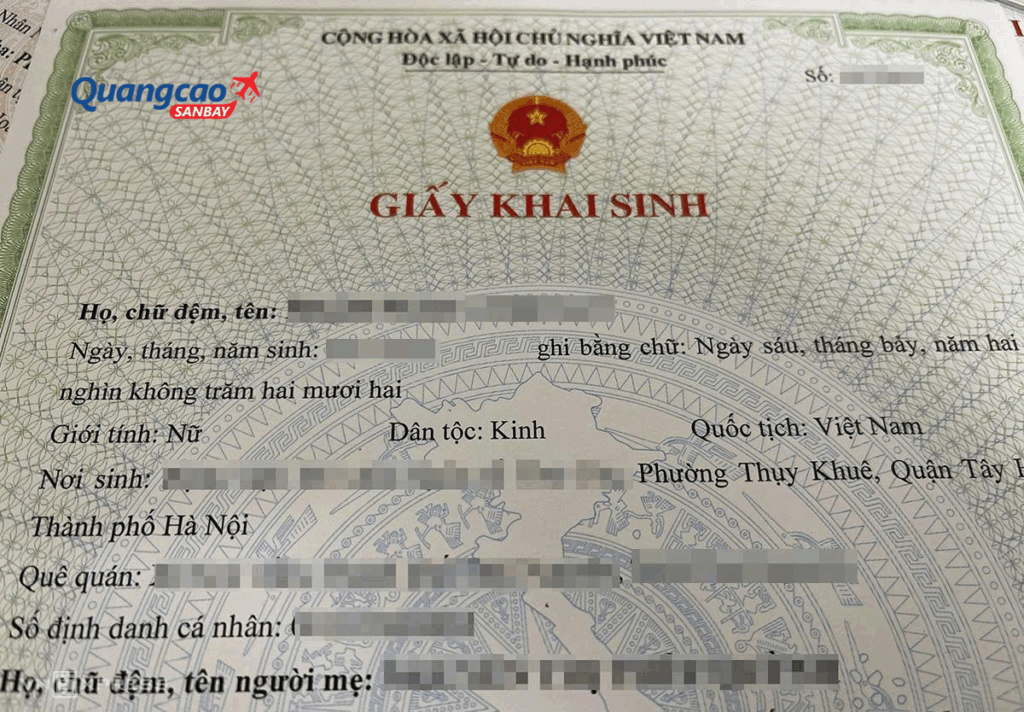 Nhân
CỘNG HÒA XÃ HỘI CHỦ NGHĨA VIỆT NAM
Độc lập - Tự do - Hạnh phúc
Số:
Quangcao
SANBAY
GIẤY KHAI SINH
Họ, chữ đệm, tên:
Ngày, tháng, năm sinh: ghi bằng chữ: Ngày sáu, tháng bảy, năm hai
nghìn không trăm hai mươi hai
Giới tính: Nữ Dân tộc: Kinh Quốc tịch: Việt Nam
Nơi sinh: Phường Thụy Khuê, Quận Tây
Thành phố Hà Nội
Quê quán:
Số định danh cá nhân:
Họ, chữ đệm, tên người mẹ: